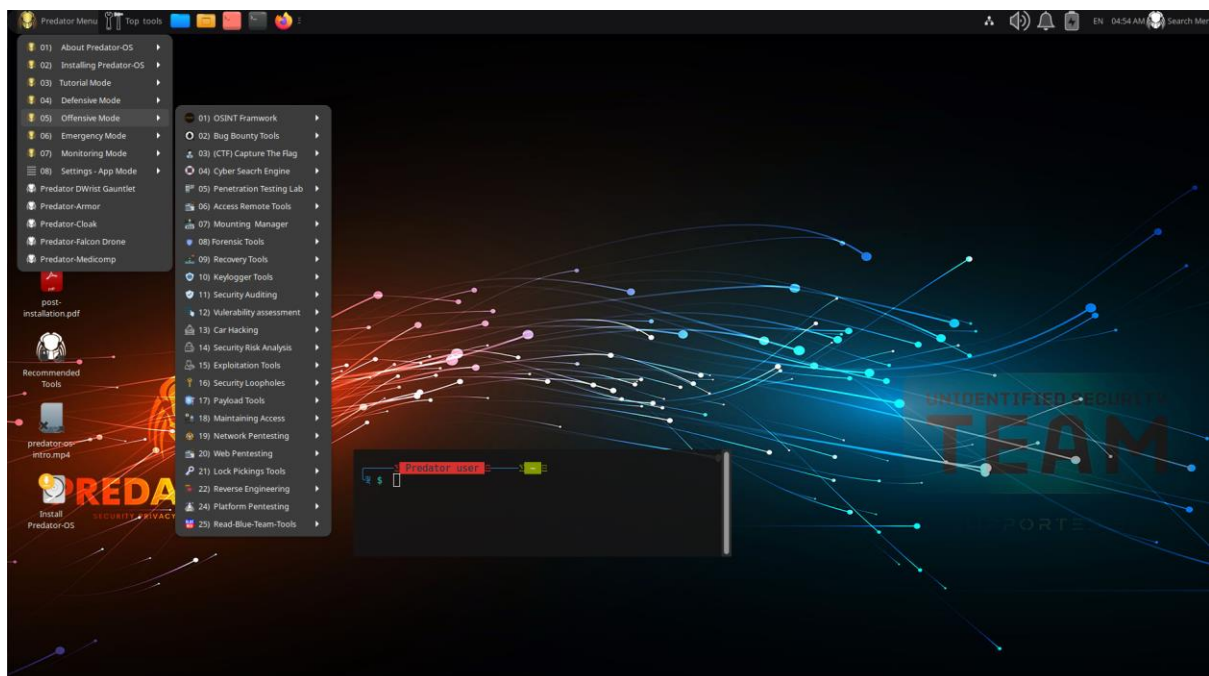 Predator Menu Top tools EN 04:54 AM Search Mer
01) About Predator-OS
02) Installing Predator-OS
03) Tutorial Mode
04) Defensive Mode
05) Offensive Mode
06) Emergency Mode
07) Monitoring Mode
08) Settings - App Mode
Predator DWrist Gauntlet
Predator-Armor
Predator-Cloak
Predator-Falcon Drone
Predator-Medicomp
01) OSINT Framwork
02) Bug Bounty Tools
03) (CTF) Capture The Flag
04) Cyber Seacrh Engine
05) Penetration Testing Lab
06) Access Remote Tools
07) Mounting Manager
08) Forensic Tools
09) Recovery Tools
10) Keylogger Tools
11) Security Auditing
12) Vulerability assessment
13) Car Hacking
14) Security Risk Analysis
15) Exploitation Tools
16) Security Loopholes
17) Payload Tools
18) Maintaining Access
19) Network Pentesting
20) Web Pentesting
21) Lock Pickings Tools
22) Reverse Engineering
24) Platform Pentesting
25) Read-Blue-Team-Tools
post-
installation.pdf
Recommended
Tools
predator-os-
intro.mp4
Install
Predator-OS
PREDA
SECURITY PRIVACY
Predator user ~
$
UNIDENTIFIED SECURITY
TEAM